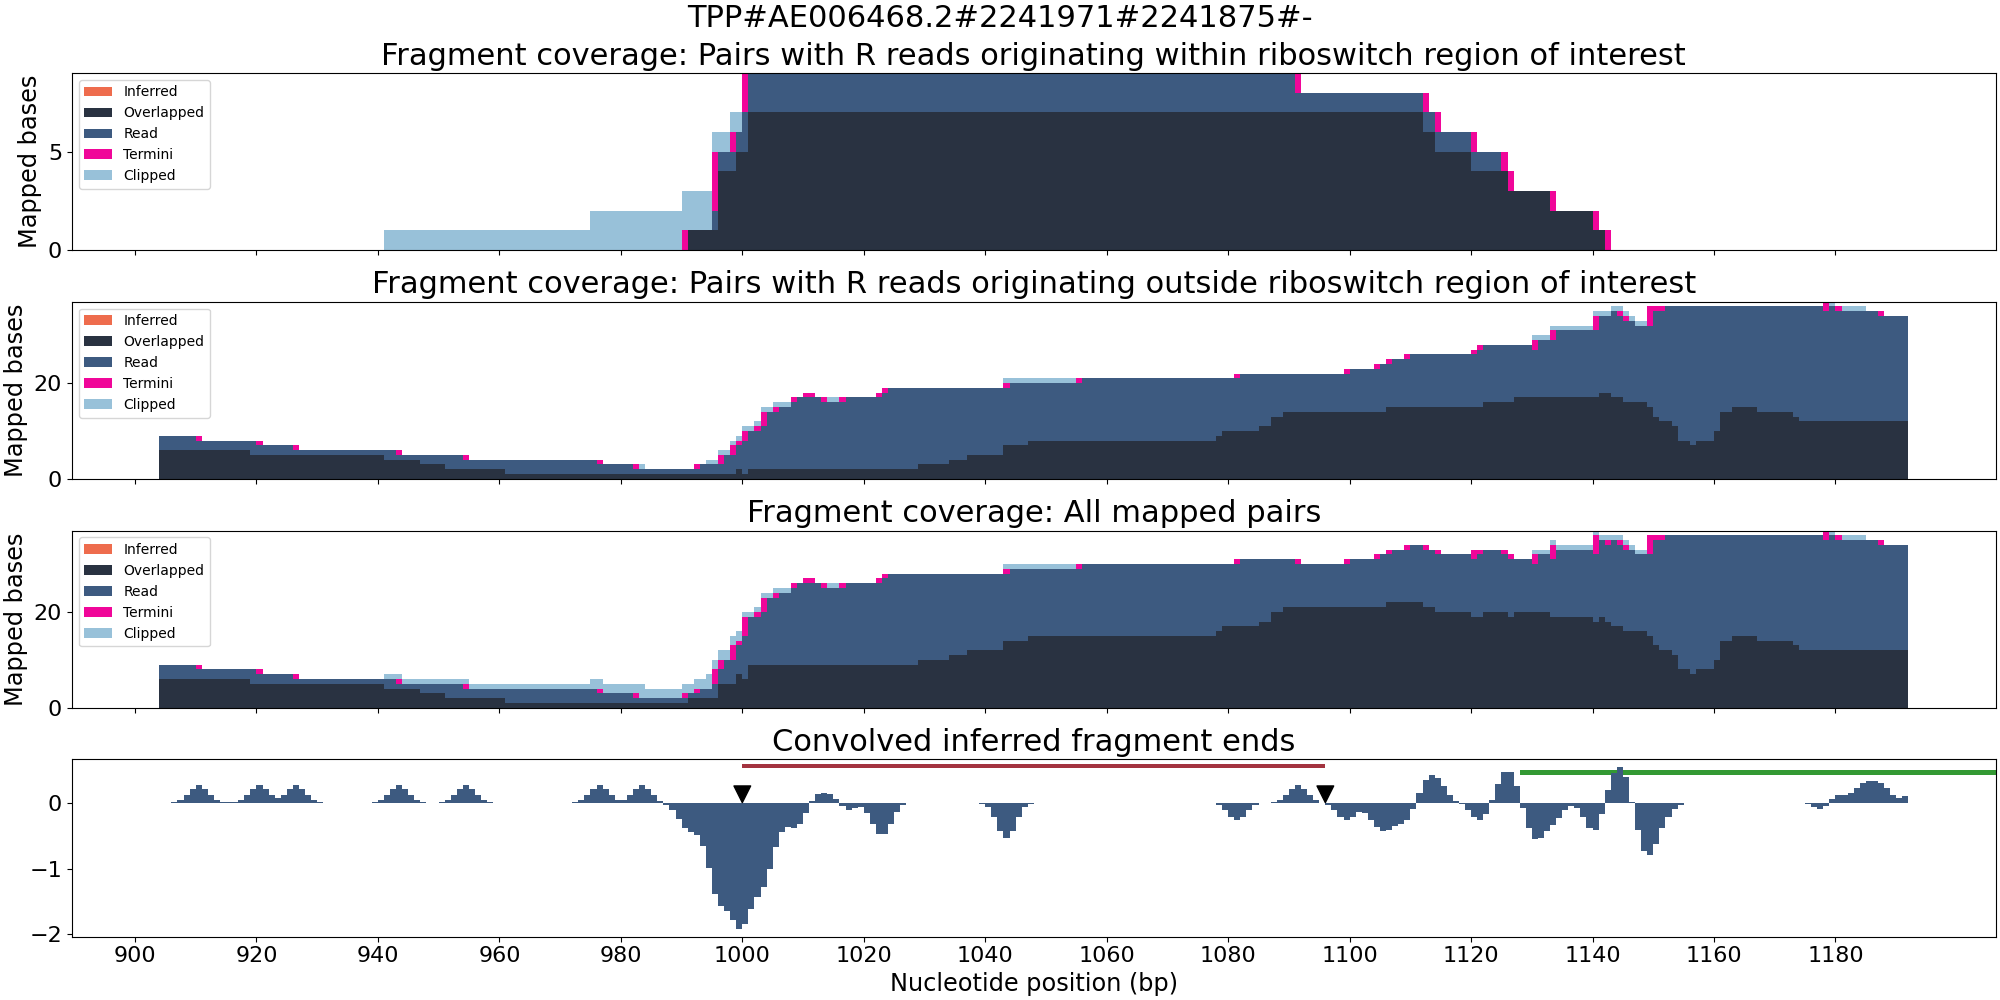 TPP#AE006468.2#2241971#2241875#-
Fragment coverage: Pairs with R reads originating within riboswitch region of interest
Mapped bases
5
0
Inferred
Overlapped
Read
Termini
Clipped
Fragment coverage: Pairs with R reads originating outside riboswitch region of interest
Mapped bases
20
0
Inferred
Overlapped
Read
Termini
Clipped
Fragment coverage: All mapped pairs
Mapped bases
20
0
Inferred
Overlapped
Read
Termini
Clipped
Convolved inferred fragment ends
0
−1
−2
900 920 940 960 980 1000 1020 1040 1060 1080 1100 1120 1140 1160 1180
Nucleotide position (bp)